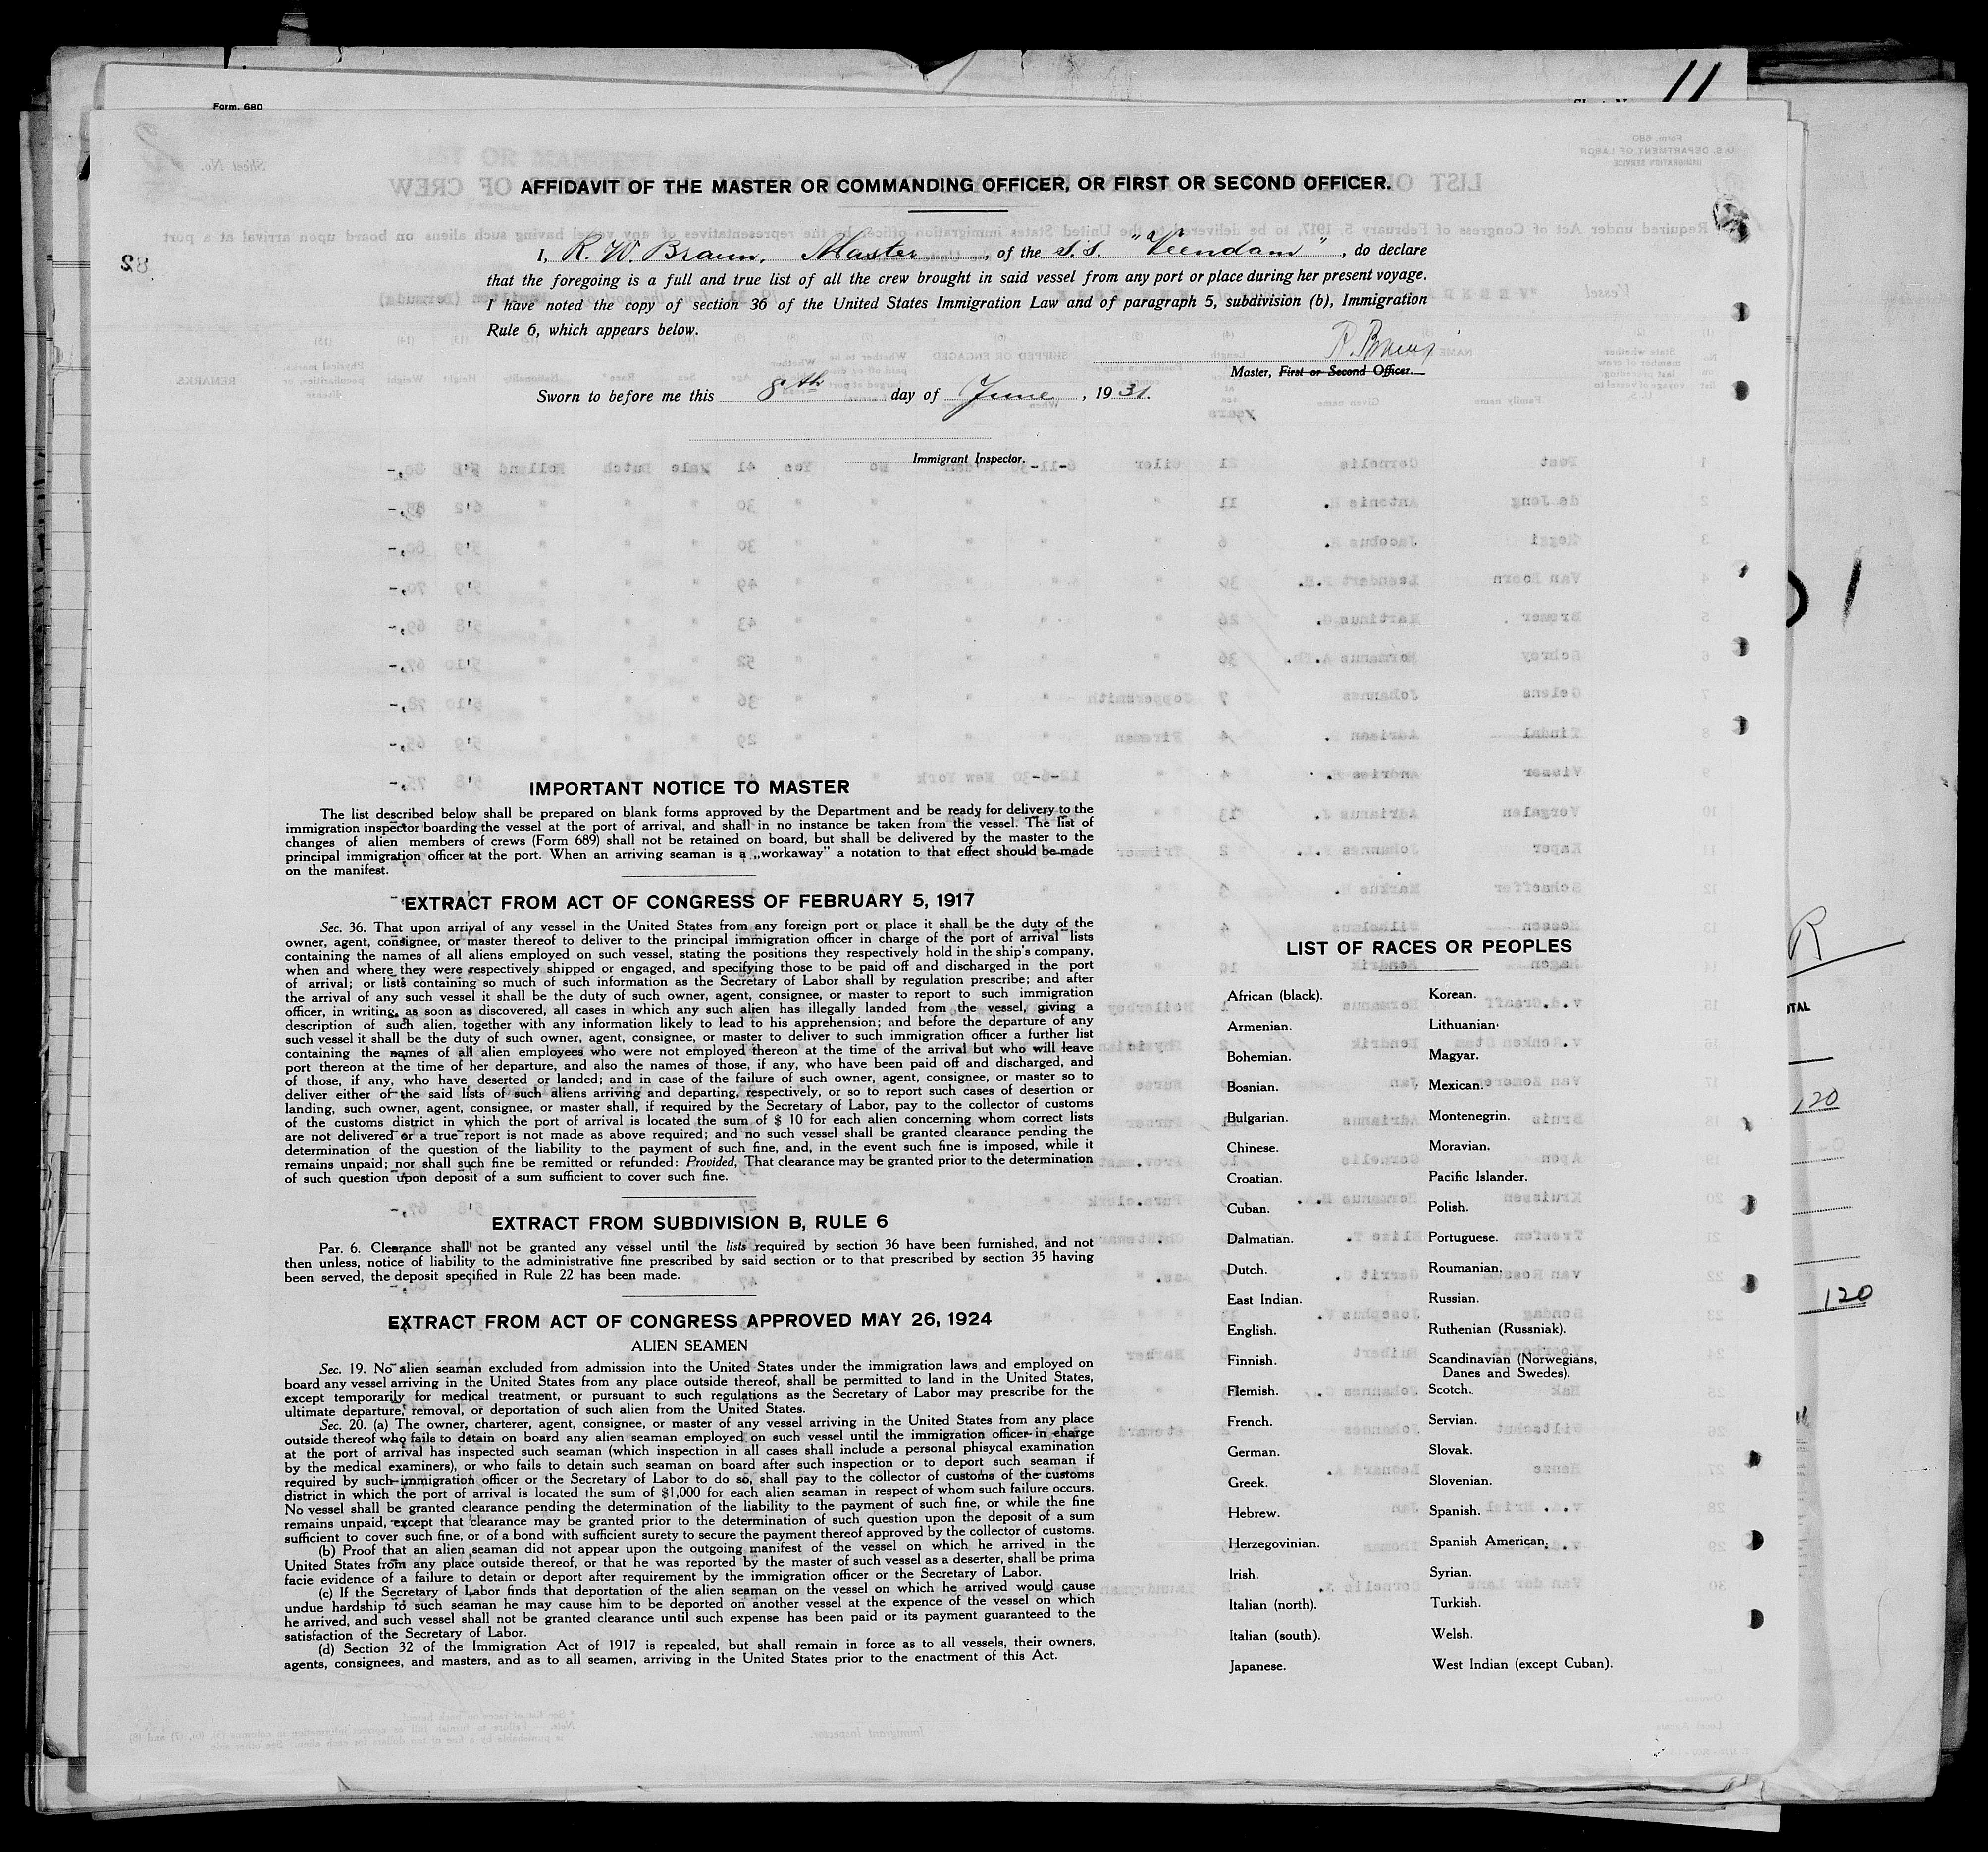 Form. 680
11
AFFIDAVIT OF THE MASTER OR COMMANDING OFFICER, OR FIRST OR SECOND OFFICER.
I, R. W. Braun, Master, of the S.S. "Veendam", do declare
that the foregoing is a full and true list of all the crew brought in said vessel from any port or place during her present voyage.
I have noted the copy of section 36 of the United States Immigration Law and of paragraph 5, subdivision (b), Immigration
Rule 6, which appears below.
Master, First or Second Officer.
Sworn to before me this 8th day of June, 1931.
Immigrant Inspector.
IMPORTANT NOTICE TO MASTER
The list described below shall be prepared on blank forms approved by the Department and be ready for delivery to the
immigration inspector boarding the vessel at the port of arrival, and shall in no instance be taken from the vessel. The list of
changes of alien members of crews (Form 689) shall not be retained on board, but shall be delivered by the master to the
principal immigration officer at the port. When an arriving seaman is a „workaway" a notation to that effect should be made
on the manifest.
EXTRACT FROM ACT OF CONGRESS OF FEBRUARY 5, 1917
Sec. 36. That upon arrival of any vessel in the United States from any foreign port or place it shall be the duty of the
owner, agent, consignee, or master thereof to deliver to the principal immigration officer in charge of the port of arrival lists
containing the names of all aliens employed on such vessel, stating the positions they respectively hold in the ship's company,
when and where they were respectively shipped or engaged, and specifying those to be paid off and discharged in the port
of arrival; or lists containing so much of such information as the Secretary of Labor shall by regulation prescribe; and after
the arrival of any such vessel it shall be the duty of such owner, agent, consignee, or master to report to such immigration
officer, in writing, as soon as discovered, all cases in which any such alien has illegally landed from the vessel, giving a
description of such alien, together with any information likely to lead to his apprehension; and before the departure of any
such vessel it shall be the duty of such owner, agent, consignee, or master to deliver to such immigration officer a further list
containing the names of all alien employees who were not employed thereon at the time of the arrival but who will leave
port thereon at the time of her departure, and also the names of those, if any, who have been paid off and discharged, and
of those, if any, who have deserted or landed; and in case of the failure of such owner, agent, consignee, or master so to
deliver either of the said lists of such aliens arriving and departing, respectively, or so to report such cases of desertion or
landing, such owner, agent, consignee, or master shall, if required by the Secretary of Labor, pay to the collector of customs
of the customs district in which the port of arrival is located the sum of $ 10 for each alien concerning whom correct lists
are not delivered or a true report is not made as above required; and no such vessel shall be granted clearance pending the
determination of the question of the liability to the payment of such fine, and, in the event such fine is imposed, while it
remains unpaid; nor shall such fine be remitted or refunded: Provided, That clearance may be granted prior to the determination
of such question upon deposit of a sum sufficient to cover such fine.
EXTRACT FROM SUBDIVISION B, RULE 6
Par. 6. Clearance shall not be granted any vessel until the lists required by section 36 have been furnished, and not
then unless, notice of liability to the administrative fine prescribed by said section or to that prescribed by section 35 having
been served, the deposit specified in Rule 22 has been made.
EXTRACT FROM ACT OF CONGRESS APPROVED MAY 26, 1924
ALIEN SEAMEN
Sec. 19. No alien seaman excluded from admission into the United States under the immigration laws and employed on
board any vessel arriving in the United States from any place outside thereof, shall be permitted to land in the United States,
except temporarily for medical treatment, or pursuant to such regulations as the Secretary of Labor may prescribe for the
ultimate departure, removal, or deportation of such alien from the United States.
Sec. 20. (a) The owner, charterer, agent, consignee, or master of any vessel arriving in the United States from any place
outside thereof who fails to detain on board any alien seaman employed on such vessel until the immigration officer in charge
at the port of arrival has inspected such seaman (which inspection in all cases shall include a personal phisycal examination
by the medical examiners), or who fails to detain such seaman on board after such inspection or to deport such seaman if
required by such immigration officer or the Secretary of Labor to do so, shall pay to the collector of customs of the customs
district in which the port of arrival is located the sum of $1,000 for each alien seaman in respect of whom such failure occurs.
No vessel shall be granted clearance pending the determination of the liability to the payment of such fine, or while the fine
remains unpaid, except that clearance may be granted prior to the determination of such question upon the deposit of a sum
sufficient to cover such fine, or of a bond with sufficient surety to secure the payment thereof approved by the collector of customs.
(b) Proof that an alien seaman did not appear upon the outgoing manifest of the vessel on which he arrived in the
United States from any place outside thereof, or that he was reported by the master of such vessel as a deserter, shall be prima
facie evidence of a failure to detain or deport after requirement by the immigration officer or the Secretary of Labor.
(c) If the Secretary of Labor finds that deportation of the alien seaman on the vessel on which he arrived would cause
undue hardship to such seaman he may cause him to be deported on another vessel at the expence of the vessel on which
he arrived, and such vessel shall not be granted clearance until such expense has been paid or its payment guaranteed to the
satisfaction of the Secretary of Labor.
(d) Section 32 of the Immigration Act of 1917 is repealed, but shall remain in force as to all vessels, their owners,
agents, consignees, and masters, and as to all seamen, arriving in the United States prior to the enactment of this Act.
LIST OF RACES OR PEOPLES
African (black).
Armenian.
Bohemian.
Bosnian.
Bulgarian.
Chinese.
Croatian.
Cuban.
Dalmatian.
Dutch.
East Indian.
English.
Finnish.
Flemish.
French.
German.
Greek.
Hebrew.
Herzegovinian.
Irish.
Italian (north).
Italian (south).
Japanese.
Korean.
Lithuanian.
Magyar.
Mexican.
Montenegrin.
Moravian.
Pacific Islander.
Polish.
Portuguese.
Roumanian.
Russian.
Ruthenian (Russniak).
Scandinavian (Norwegians,
Danes and Swedes).
Scotch.
Servian.
Slovak.
Slovenian.
Spanish.
Spanish American.
Syrian.
Turkish.
Welsh.
West Indian (except Cuban).
R
120
120